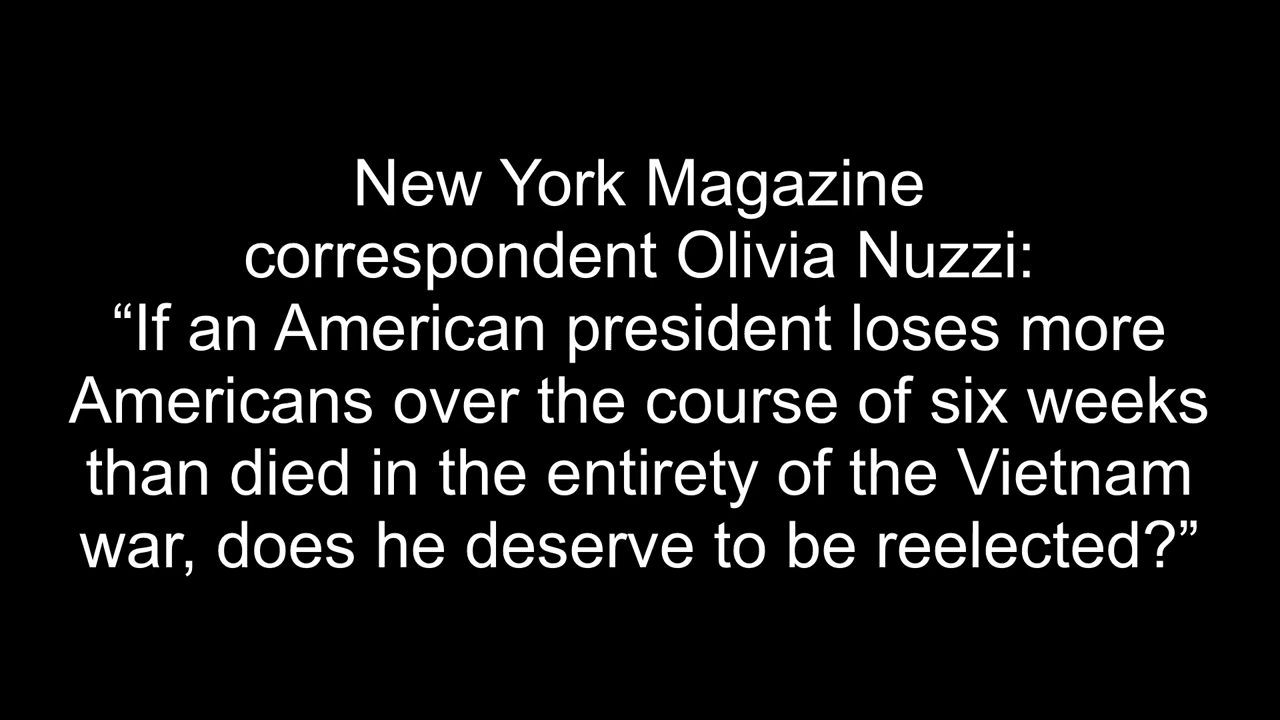 New York Magazine
correspondent Olivia Nuzzi:
“If an American president loses more
Americans over the course of six weeks
than died in the entirety of the Vietnam
war, does he deserve to be reelected?”